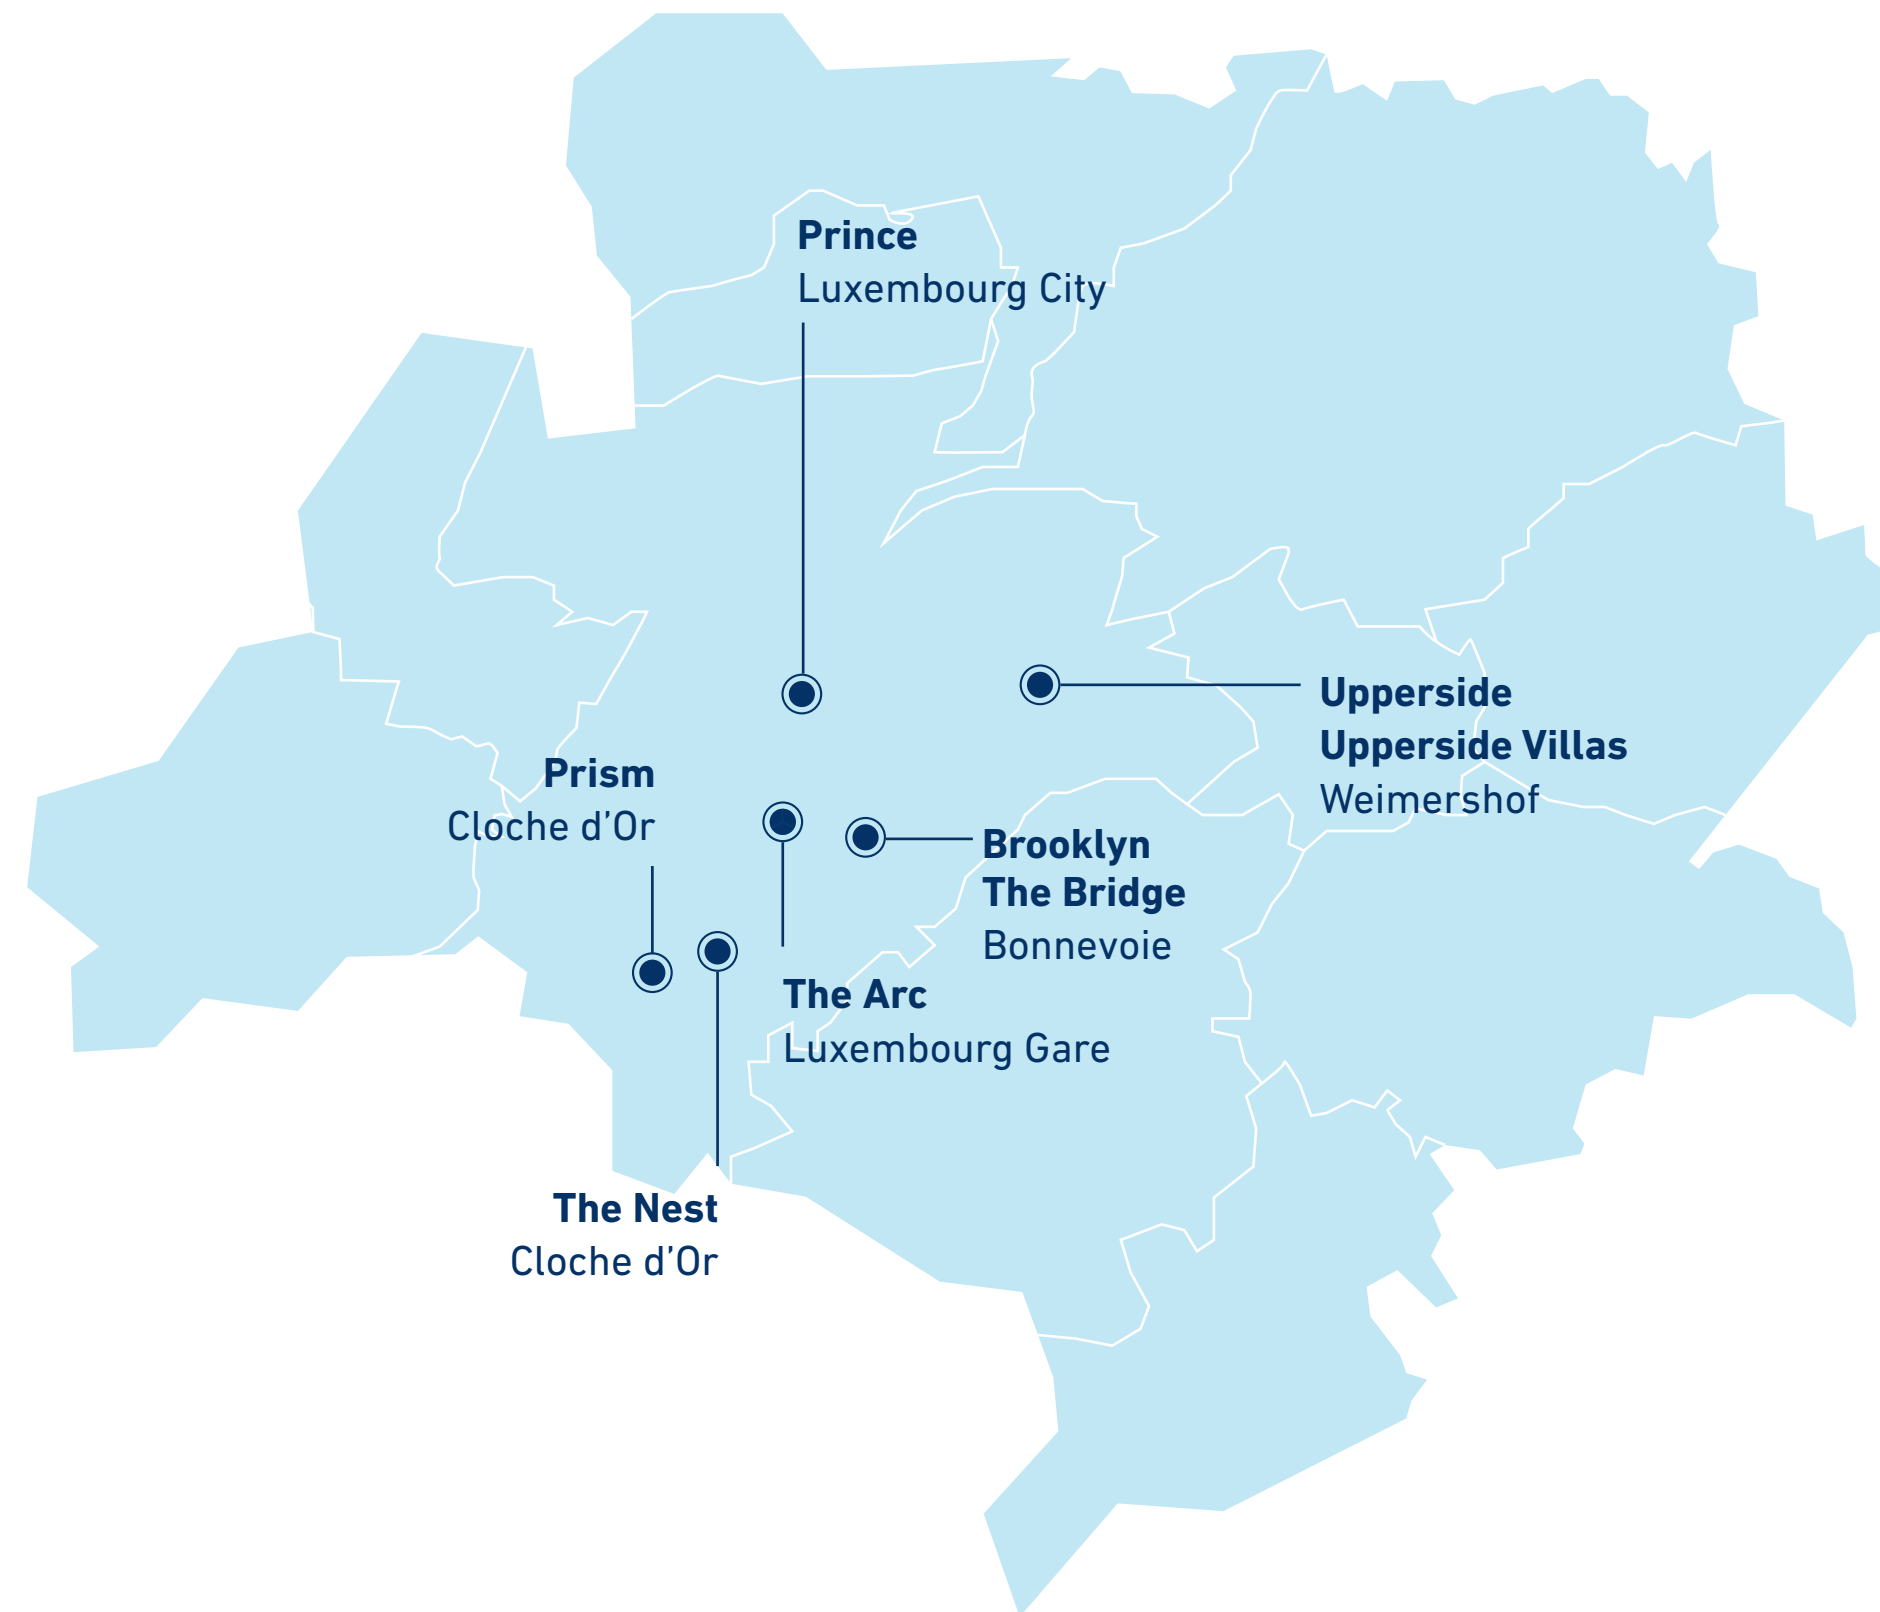 Prince
Luxembourg City
Upperside
Upperside Villas
Weimershof
Prism
Cloche d’Or
Brooklyn
The Bridge
Bonnevoie
The Arc
Luxembourg Gare
The Nest
Cloche d’Or